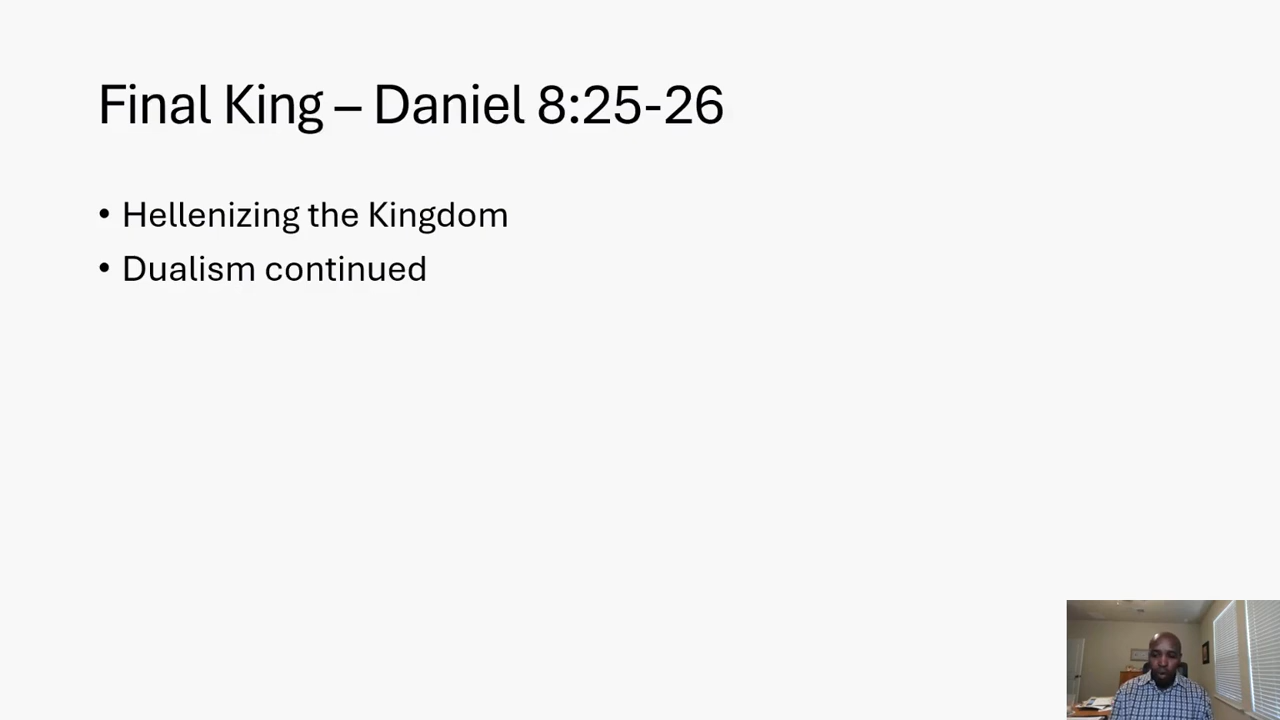 Final King – Daniel 8:25-26
• Hellenizing the Kingdom
• Dualism continued